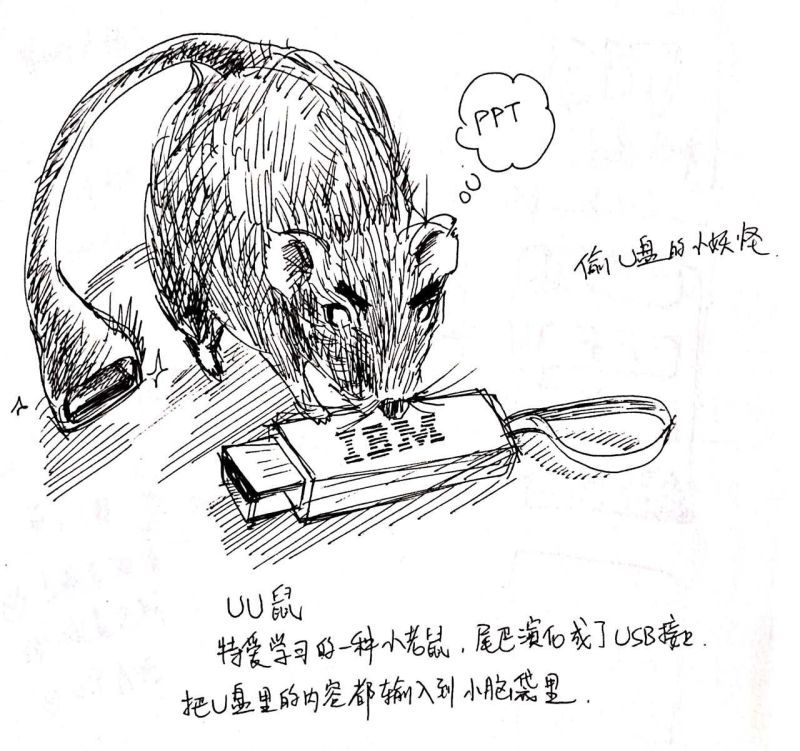 PPT
偷U盘的小妖怪
IBM
UU鼠
特爱学习的一种小老鼠，尾巴演化成了USB接口.
把U盘里的内容都输入到小脑袋里.